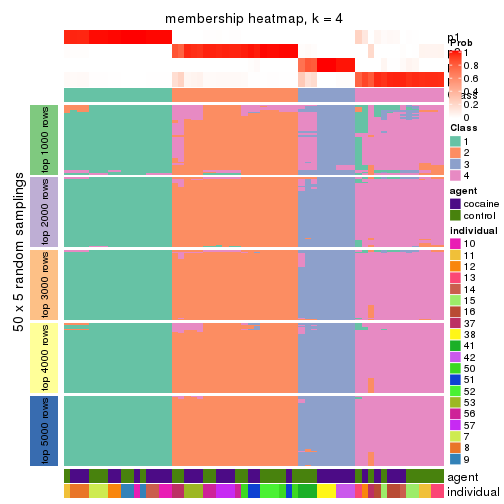 membership heatmap, k = 4
p1
Prob
1
0.8
0.6
0.4
0.2
0
Class
1
2
3
4
agent
cocaine
control
individual
10
11
12
13
14
15
16
37
38
41
42
50
51
52
53
56
57
7
8
9
50 x 5 random samplings
top 1000 rows
top 2000 rows
top 3000 rows
top 4000 rows
top 5000 rows
agent
individual